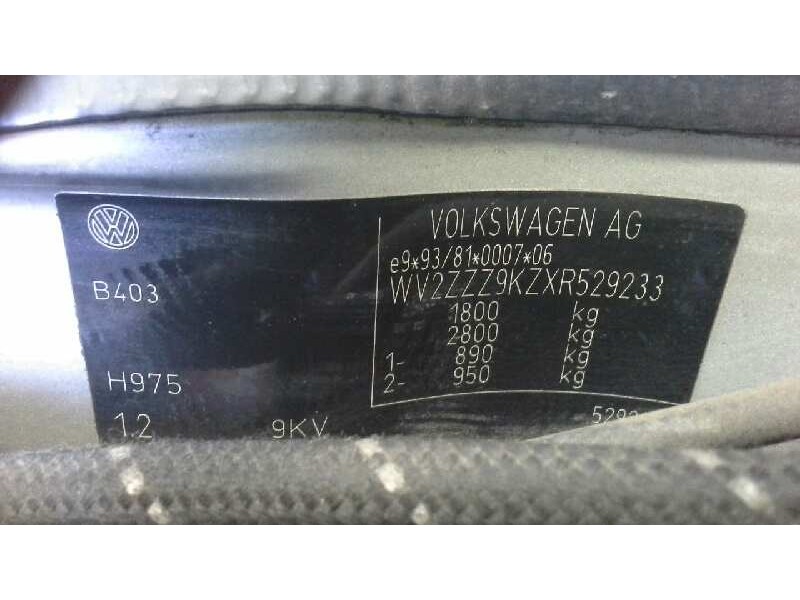 VOLKSWAGEN AG
e9*93/81*0007*06
B403
WV2ZZZ9KZXR529233
1800 kg
2800 kg
1- 890 kg
2- 950 kg
H975
1.2 9KV